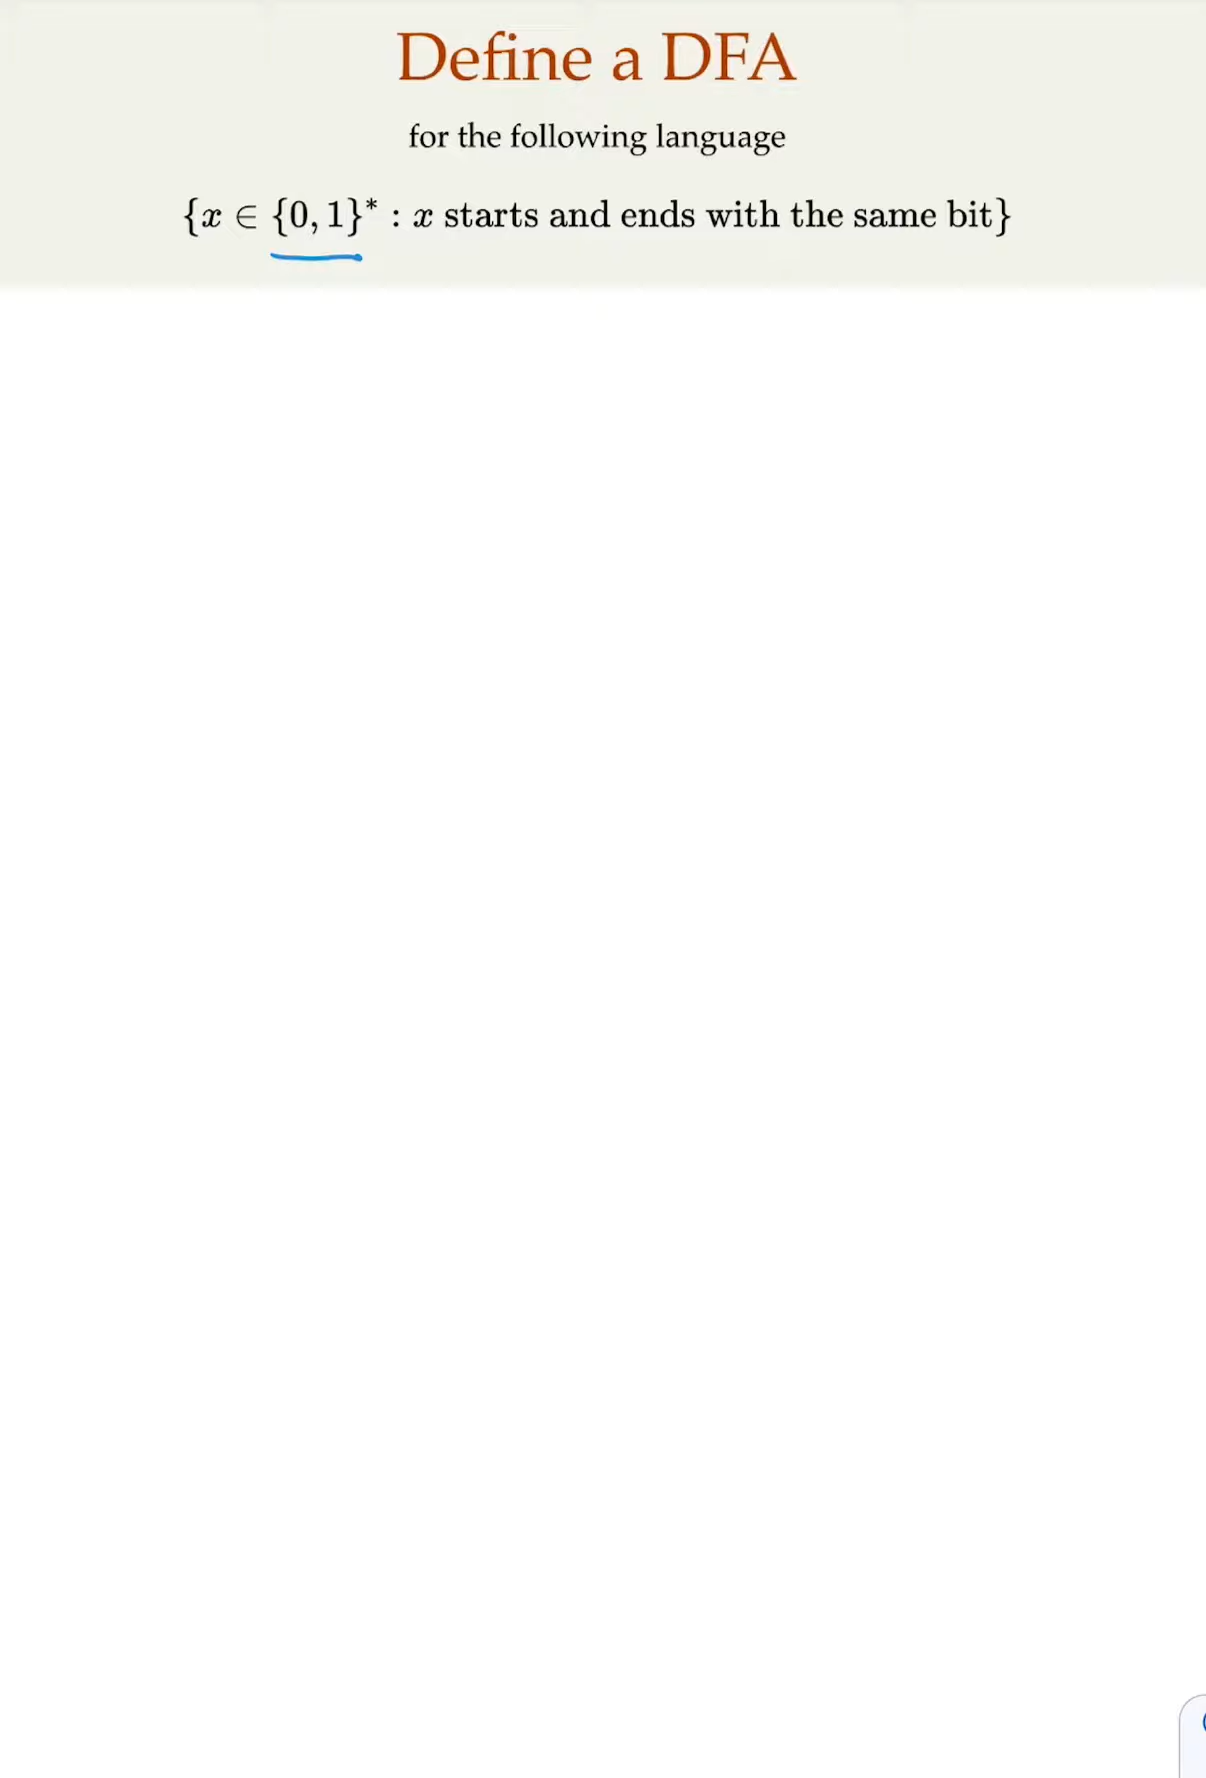 Define a DFA
for the following language
{x ∈ {0, 1}* : x starts and ends with the same bit}